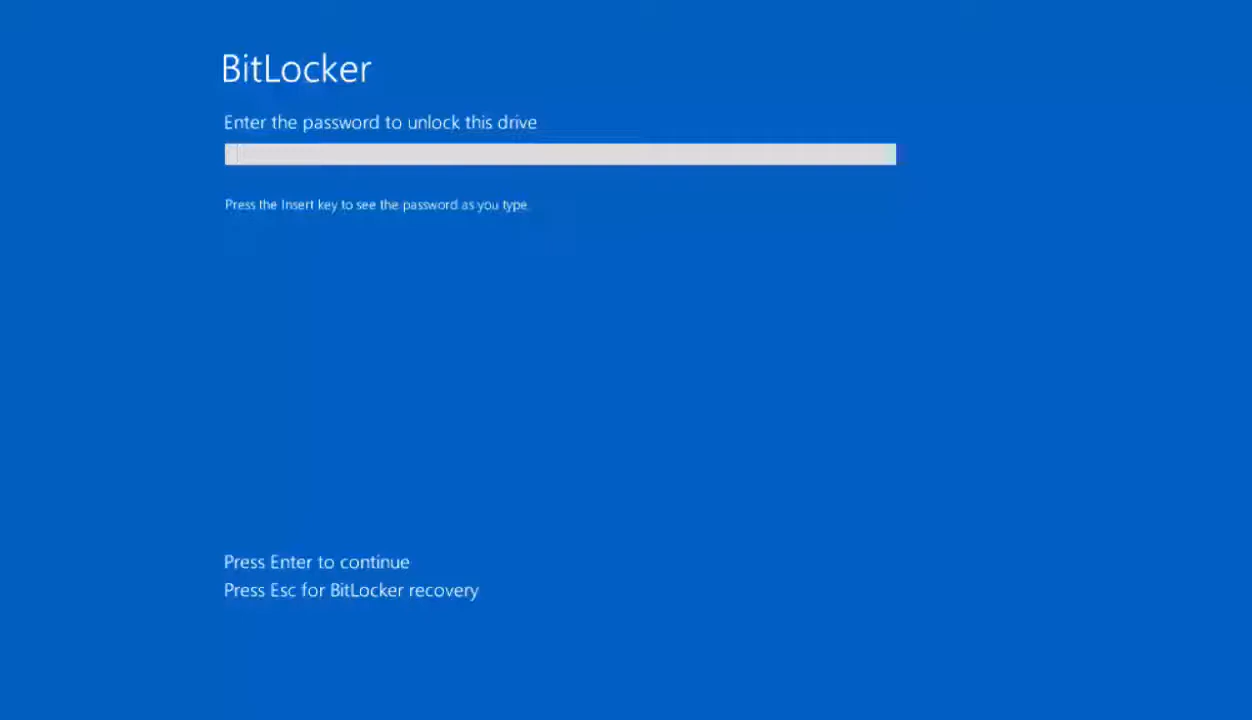 BitLocker
Enter the password to unlock this drive
Press the Insert key to see the password as you type.
Press Enter to continue
Press Esc for BitLocker recovery